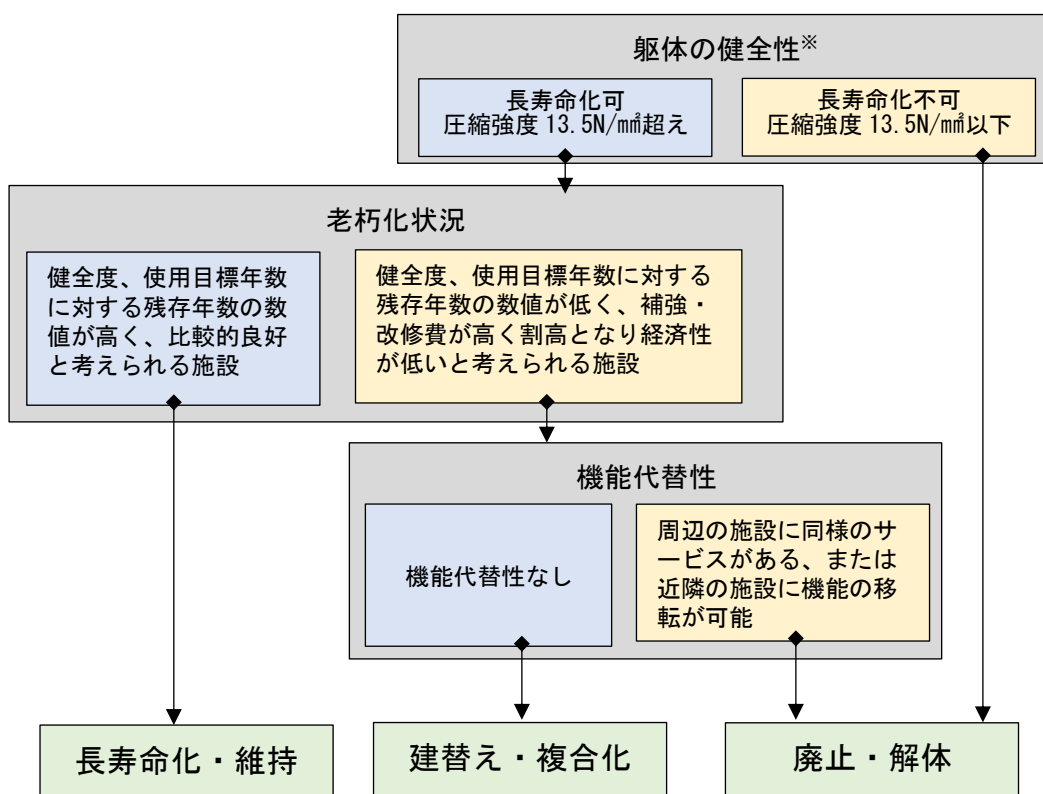 躯体の健全性※
長寿命化可
圧縮強度 13.5N/㎟超え
長寿命化不可
圧縮強度 13.5N/㎟以下
老朽化状況
健全度、使用目標年数
に対する残存年数の数
値が高く、比較的良好
と考えられる施設
健全度、使用目標年数に対する
残存年数の数値が低く、補強・
改修費が高く割高となり経済性
が低いと考えられる施設
機能代替性
機能代替性なし
周辺の施設に同様のサ
ービスがある、または
近隣の施設に機能の移
転が可能
長寿命化・維持
建替え・複合化
廃止・解体